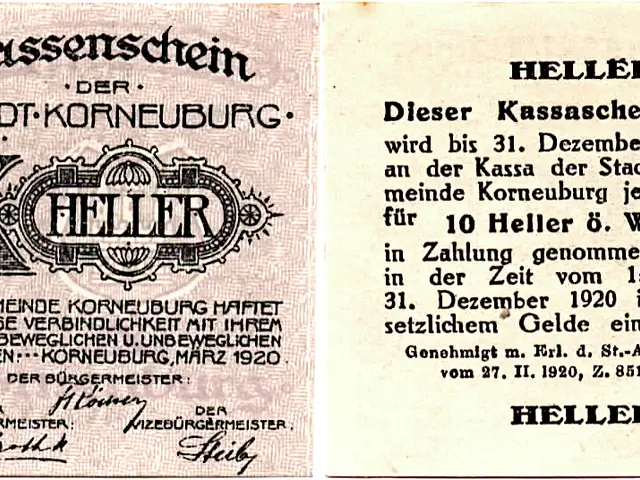 assenschein
· DER ·
DT · KORNEUBURG ·
HELLER
MEINDE KORNEUBURG HAFTET
SE VERBINDLICHKEIT MIT IHREM
BEWEGLICHEN U. UNBEWEGLICHEN
EN ··· KORNEUBURG, MÄRZ 1920.
DER BÜRGERMEISTER:
DER
RMEISTER: VIZEBÜRGERMEISTER:
HELLER
Dieser Kassasche
wird bis 31. Dezembe
an der Kassa der Stad
meinde Korneuburg je
für 10 Heller ö. W
in Zahlung genomme
in der Zeit vom 1
31. Dezember 1920 i
setzlichem Gelde ein
Genehmigt m. Erl. d. St.-A
vom 27. II. 1920, Z. 851
HELLER